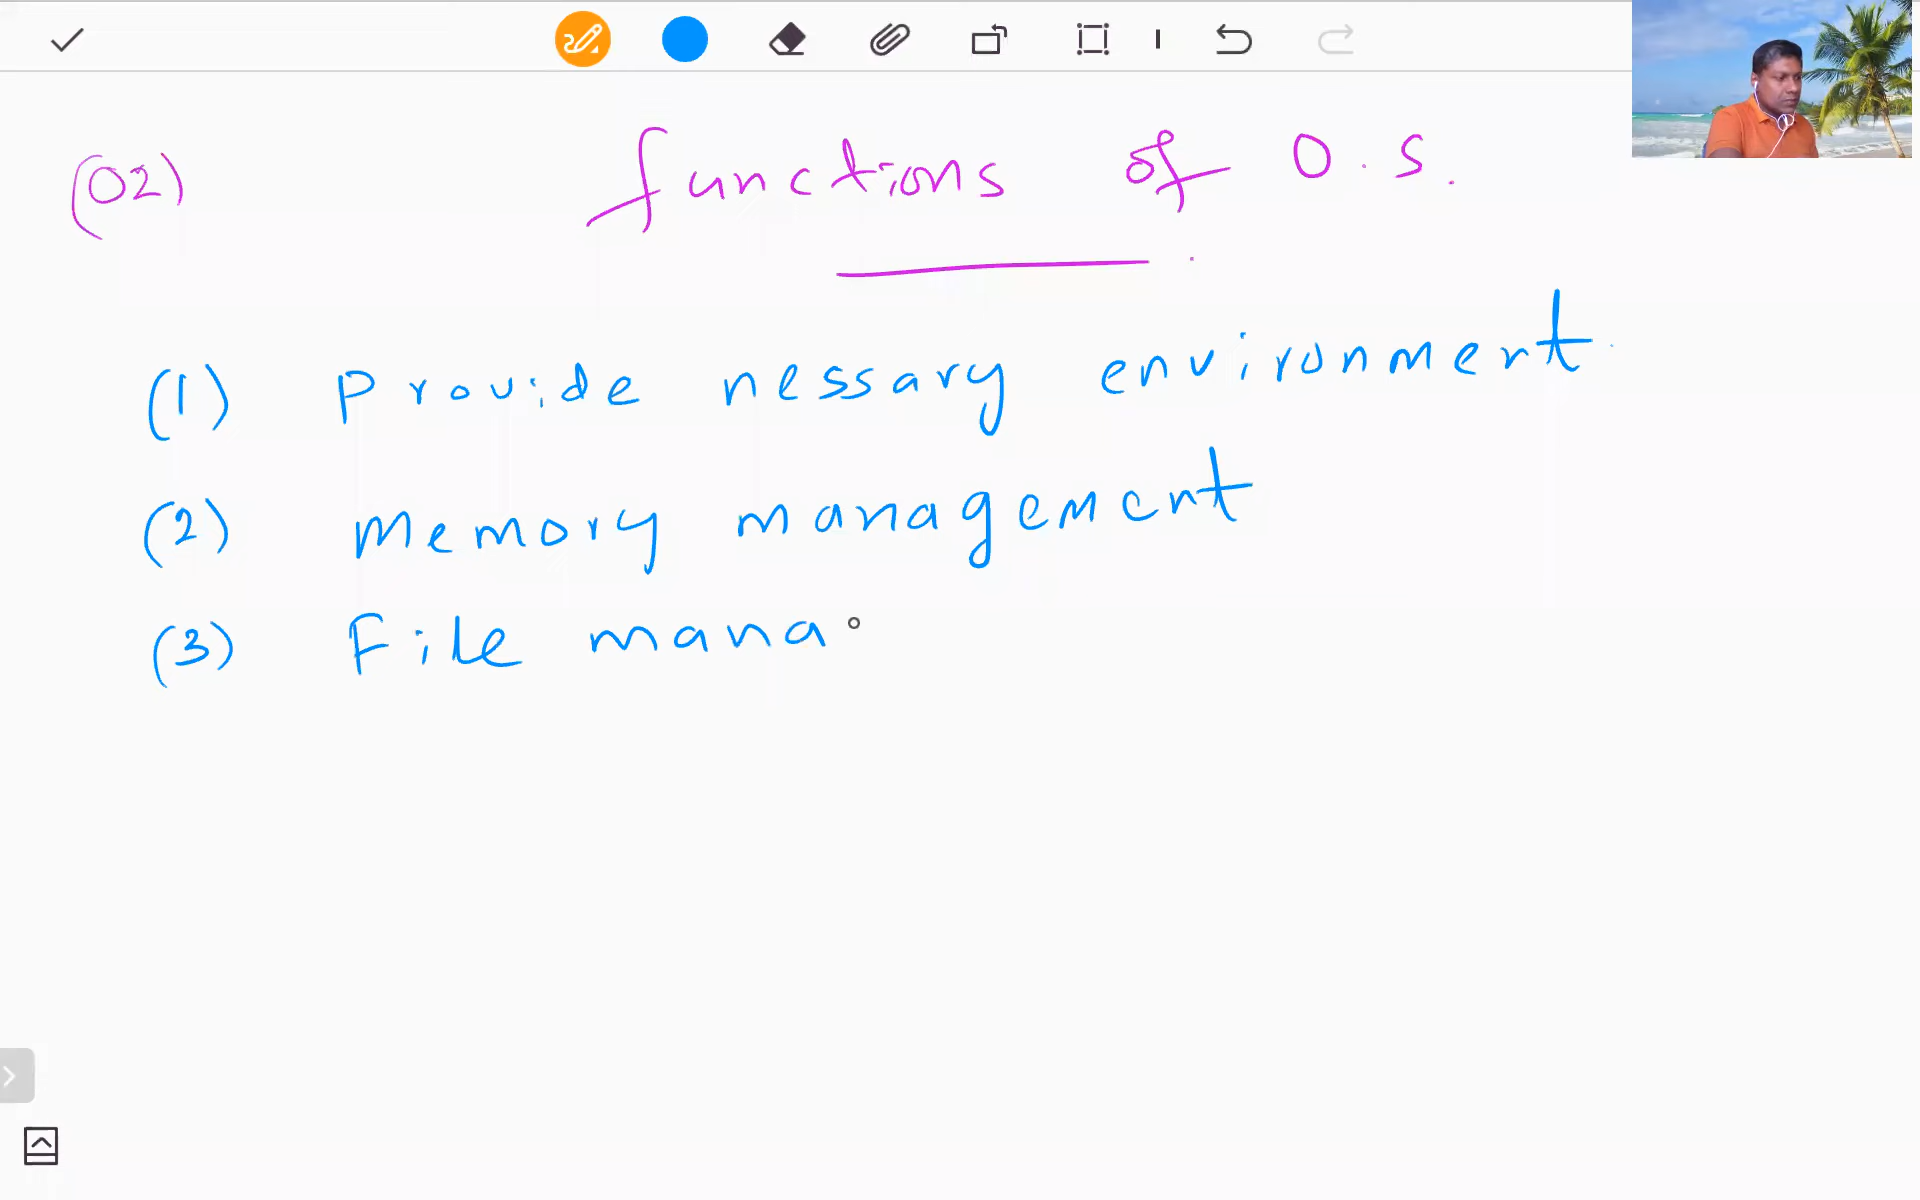 (02) functions of O.S.
(1) Provide nessary environment.
(2) Memory management
(3) File mana